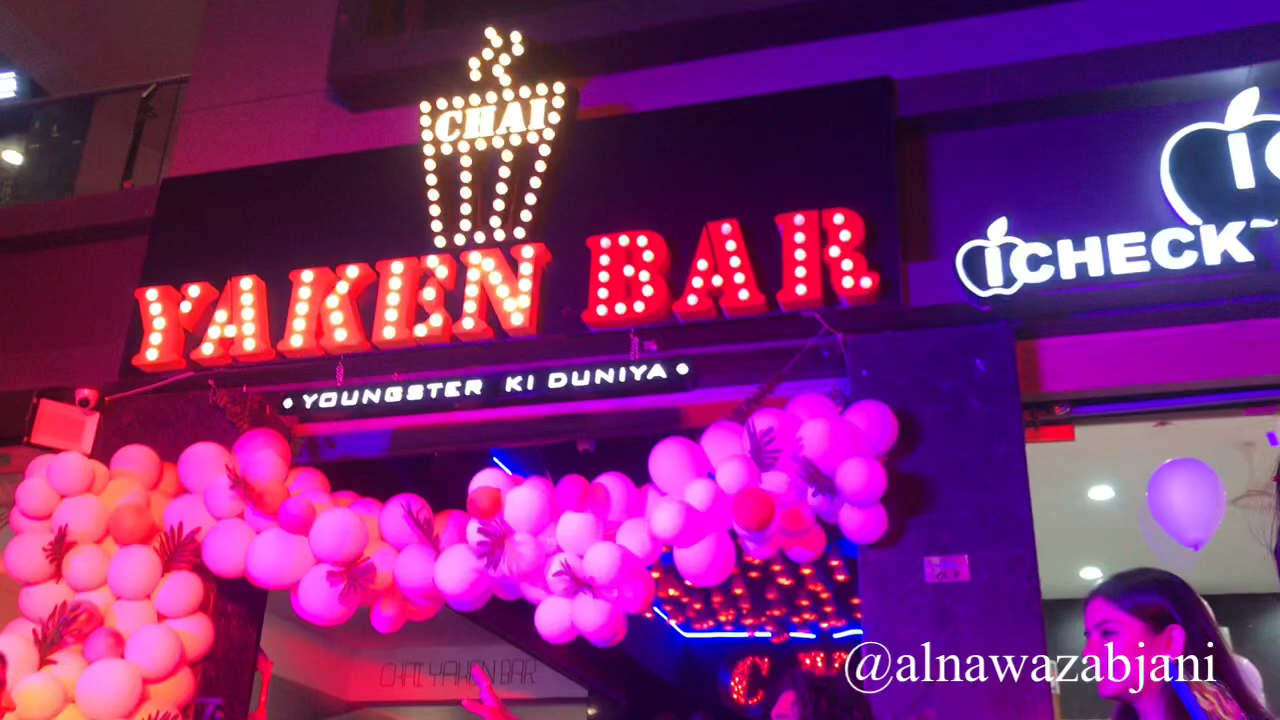 CHAI
YAKEN BAR
• YOUNGSTER KI DUNIYA •
iCHECK
CHAI YAKEN BAR
@alnawazabjani